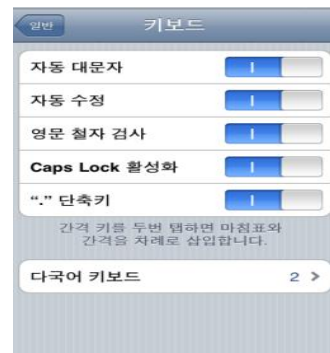 일반
키보드
자동 대문자
자동 수정
영문 철자 검사
Caps Lock 활성화
“.” 단축키
간격 키를 두번 탭하면 마침표와
간격을 차례로 삽입합니다.
다국어 키보드 2